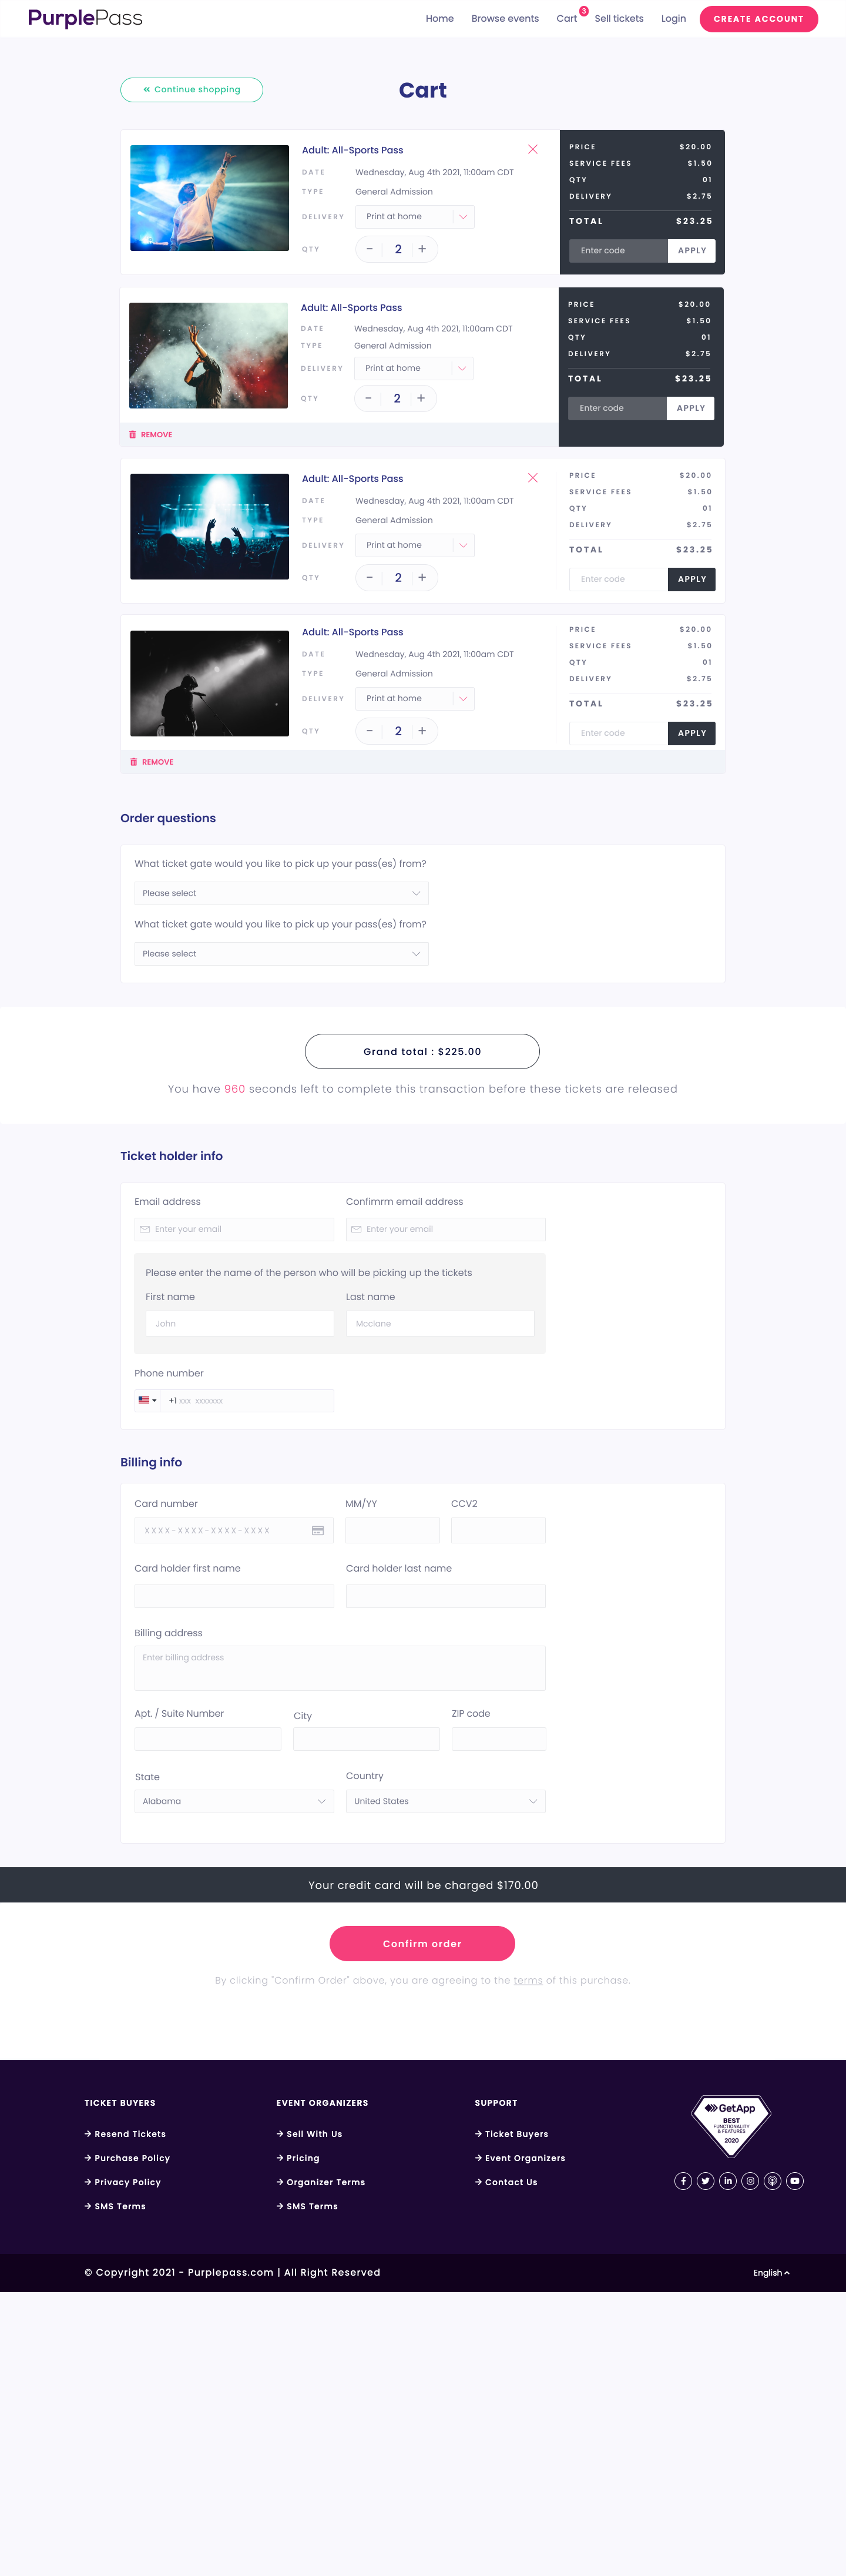 PurplePass
Home Browse events Cart 3 Sell tickets Login CREATE ACCOUNT
Continue shopping
Cart
Adult: All-Sports Pass
DATE Wednesday, Aug 4th 2021, 11:00am CDT
TYPE General Admission
DELIVERY Print at home
QTY - 2 +
PRICE $20.00
SERVICE FEES $1.50
QTY 01
DELIVERY $2.75
TOTAL $23.25
Enter code APPLY
Adult: All-Sports Pass
DATE Wednesday, Aug 4th 2021, 11:00am CDT
TYPE General Admission
DELIVERY Print at home
QTY - 2 +
REMOVE
PRICE $20.00
SERVICE FEES $1.50
QTY 01
DELIVERY $2.75
TOTAL $23.25
Enter code APPLY
Adult: All-Sports Pass
DATE Wednesday, Aug 4th 2021, 11:00am CDT
TYPE General Admission
DELIVERY Print at home
QTY - 2 +
PRICE $20.00
SERVICE FEES $1.50
QTY 01
DELIVERY $2.75
TOTAL $23.25
Enter code APPLY
Adult: All-Sports Pass
DATE Wednesday, Aug 4th 2021, 11:00am CDT
TYPE General Admission
DELIVERY Print at home
QTY - 2 +
PRICE $20.00
SERVICE FEES $1.50
QTY 01
DELIVERY $2.75
TOTAL $23.25
Enter code APPLY
REMOVE
Order questions
What ticket gate would you like to pick up your pass(es) from?
Please select
What ticket gate would you like to pick up your pass(es) from?
Please select
Grand total : $225.00
You have 960 seconds left to complete this transaction before these tickets are released
Ticket holder info
Email address Confimrm email address
Enter your email Enter your email
Please enter the name of the person who will be picking up the tickets
First name Last name
John Mcclane
Phone number
+1 xxx xxxxxxx
Billing info
Card number MM/YY CCV2
XXXX-XXXX-XXXX-XXXX
Card holder first name Card holder last name
Billing address
Enter billing address
Apt. / Suite Number City ZIP code
State Country
Alabama United States
Your credit card will be charged $170.00
Confirm order
By clicking "Confirm Order" above, you are agreeing to the terms of this purchase.
TICKET BUYERS
Resend Tickets
Purchase Policy
Privacy Policy
SMS Terms
EVENT ORGANIZERS
Sell With Us
Pricing
Organizer Terms
SMS Terms
SUPPORT
Ticket Buyers
Event Organizers
Contact Us
GetApp
BEST
FUNCTIONALITY
& FEATURES
2020
© Copyright 2021 - Purplepass.com | All Right Reserved
English